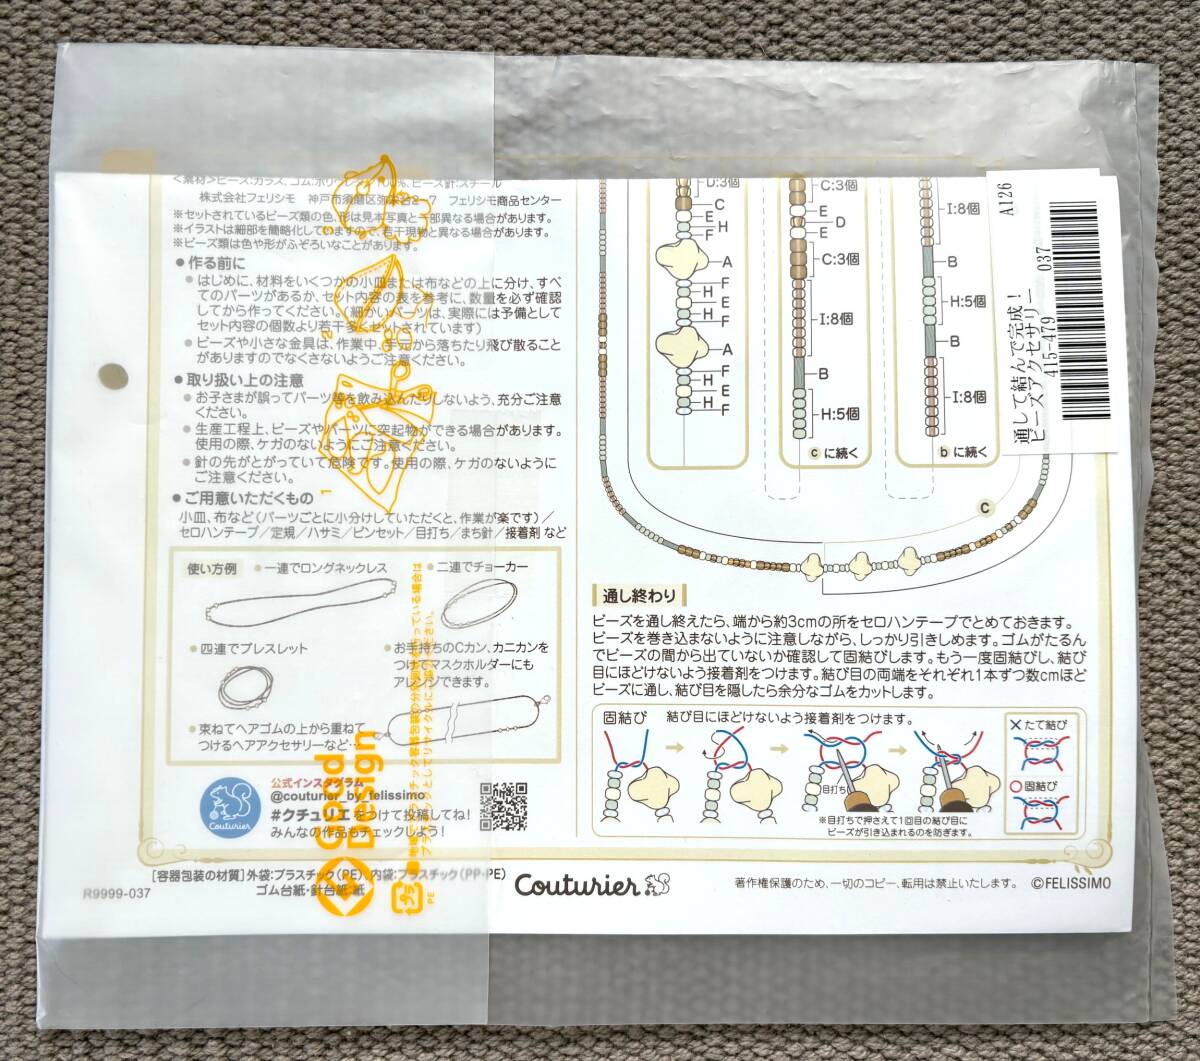 <素材>ビーズ:ガラス、ゴム:ポリ
株式会社フェリシモ 神戸市須磨区弥
7 フェリシモ商品センター
※セットされているビーズ類の色、形は見本写真と一部異なる場合があります。
※イラストは細部を簡略化していますので、若干現物と異なる場合があります。
※ビーズ類は色や形がふぞろいなことがあります。
●作る前に
●はじめに、材料をいくつかの小皿または布などの上に分け、すべ
てのパーツがあるか、セット内容の表を参考に、数量を必ず確認
してから作ってください。(細かいパーツは、実際には予備として
セット内容の個数より若干多くセットされています)
●ビーズや小さな金具は、作業中、手元から落ちたり飛び散ること
がありますのでなくさないようご注意ください。
●取り扱い上の注意
●お子さまが誤ってパーツ等を飲み込んだりしないよう、充分ご注意
ください。
●生産工程上、ビーズやパーツに突起物ができる場合があります。
使用の際、ケガのないようにご注意ください。
●針の先がとがっていて危険です。使用の際、ケガのないように
ご注意ください。
●ご用意いただくもの
小皿、布など(パーツごとに小分けしていただくと、作業が楽です)/
セロハンテープ/定規/ハサミ/ピンセット/目打ち/まち針/接着剤 など
使い方例
●一連でロングネックレス
●二連でチョーカー
●四連でブレスレット
●お手持ちのCカン、カニカンを
つけてマスクホルダーにも
アレンジできます。
●束ねてヘアゴムの上から重ねて
つけるヘアアクセサリーなど…
公式インスタグラム
@couturier_by_felissimo
#クチュリエをつけて投稿してね!
みんなの作品もチェックしよう!
Couturier
[容器包装の材質]外袋:プラスチック(PE) 内袋:プラスチック(PP・PE)
ゴム台紙・針台紙:紙
R9999-037
1
2
3
Good
Design
プラ
PE
D:3個
C
E
H
F
A
F
H
E
H
F
A
F
H
E
H
F
C:3個
E
D
E
C:3個
I:8個
B
H:5個
cに続く
I:8個
B
H:5個
B
I:8個
bに続く
c
通し終わり
ビーズを通し終えたら、端から約3cmの所をセロハンテープでとめておきます。
ビーズを巻き込まないように注意しながら、しっかり引きしめます。ゴムがたるん
でビーズの間から出ていないか確認して固結びします。もう一度固結びし、結び
目にほどけないよう接着剤をつけます。結び目の両端をそれぞれ1本ずつ数cmほど
ビーズに通し、結び目を隠したら余分なゴムをカットします。
固結び 結び目にほどけないよう接着剤をつけます。
目打ち
※目打ちで押さえて1回目の結び目に
ビーズが引き込まれるのを防ぎます。
×たて結び
○固結び
Couturier
著作権保護のため、一切のコピー、転用は禁止いたします。 ©FELISSIMO
A126
037
通して結んで完成!
ビーズアクセサリー
415-479